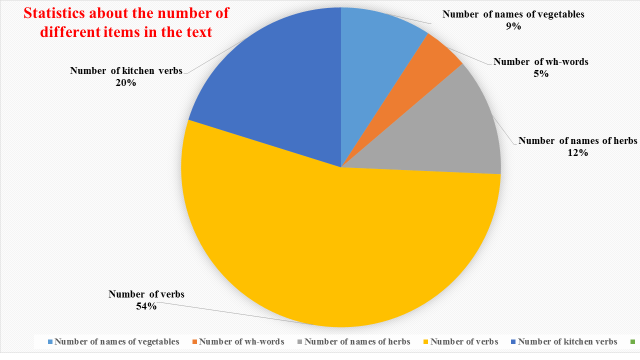 Statistics about the number of
different items in the text
Number of names of vegetables
9%
Number of wh-words
5%
Number of kitchen verbs
20%
Number of names of herbs
12%
Number of verbs
54%
Number of names of vegetables Number of wh-words Number of names of herbs Number of verbs Number of kitchen verbs